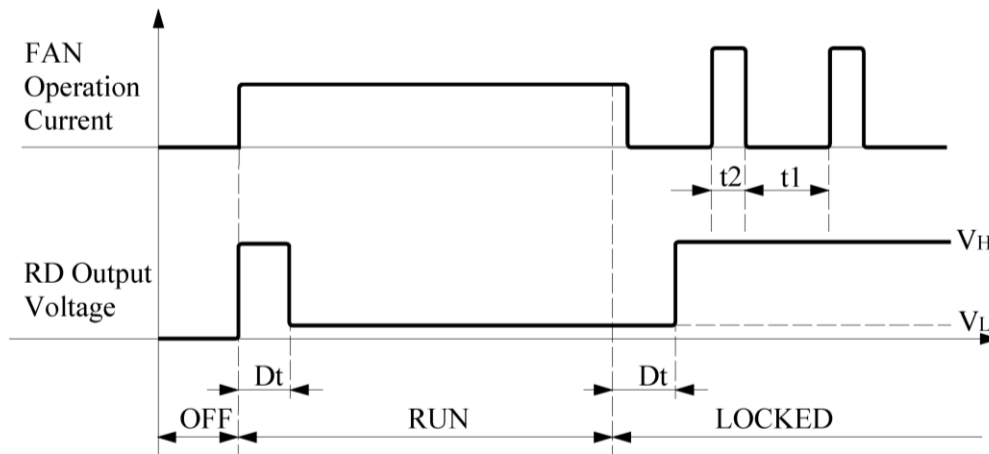 FAN
Operation
Current
t2
t1
VH
RD Output
Voltage
VL
Dt
Dt
OFF
RUN
LOCKED